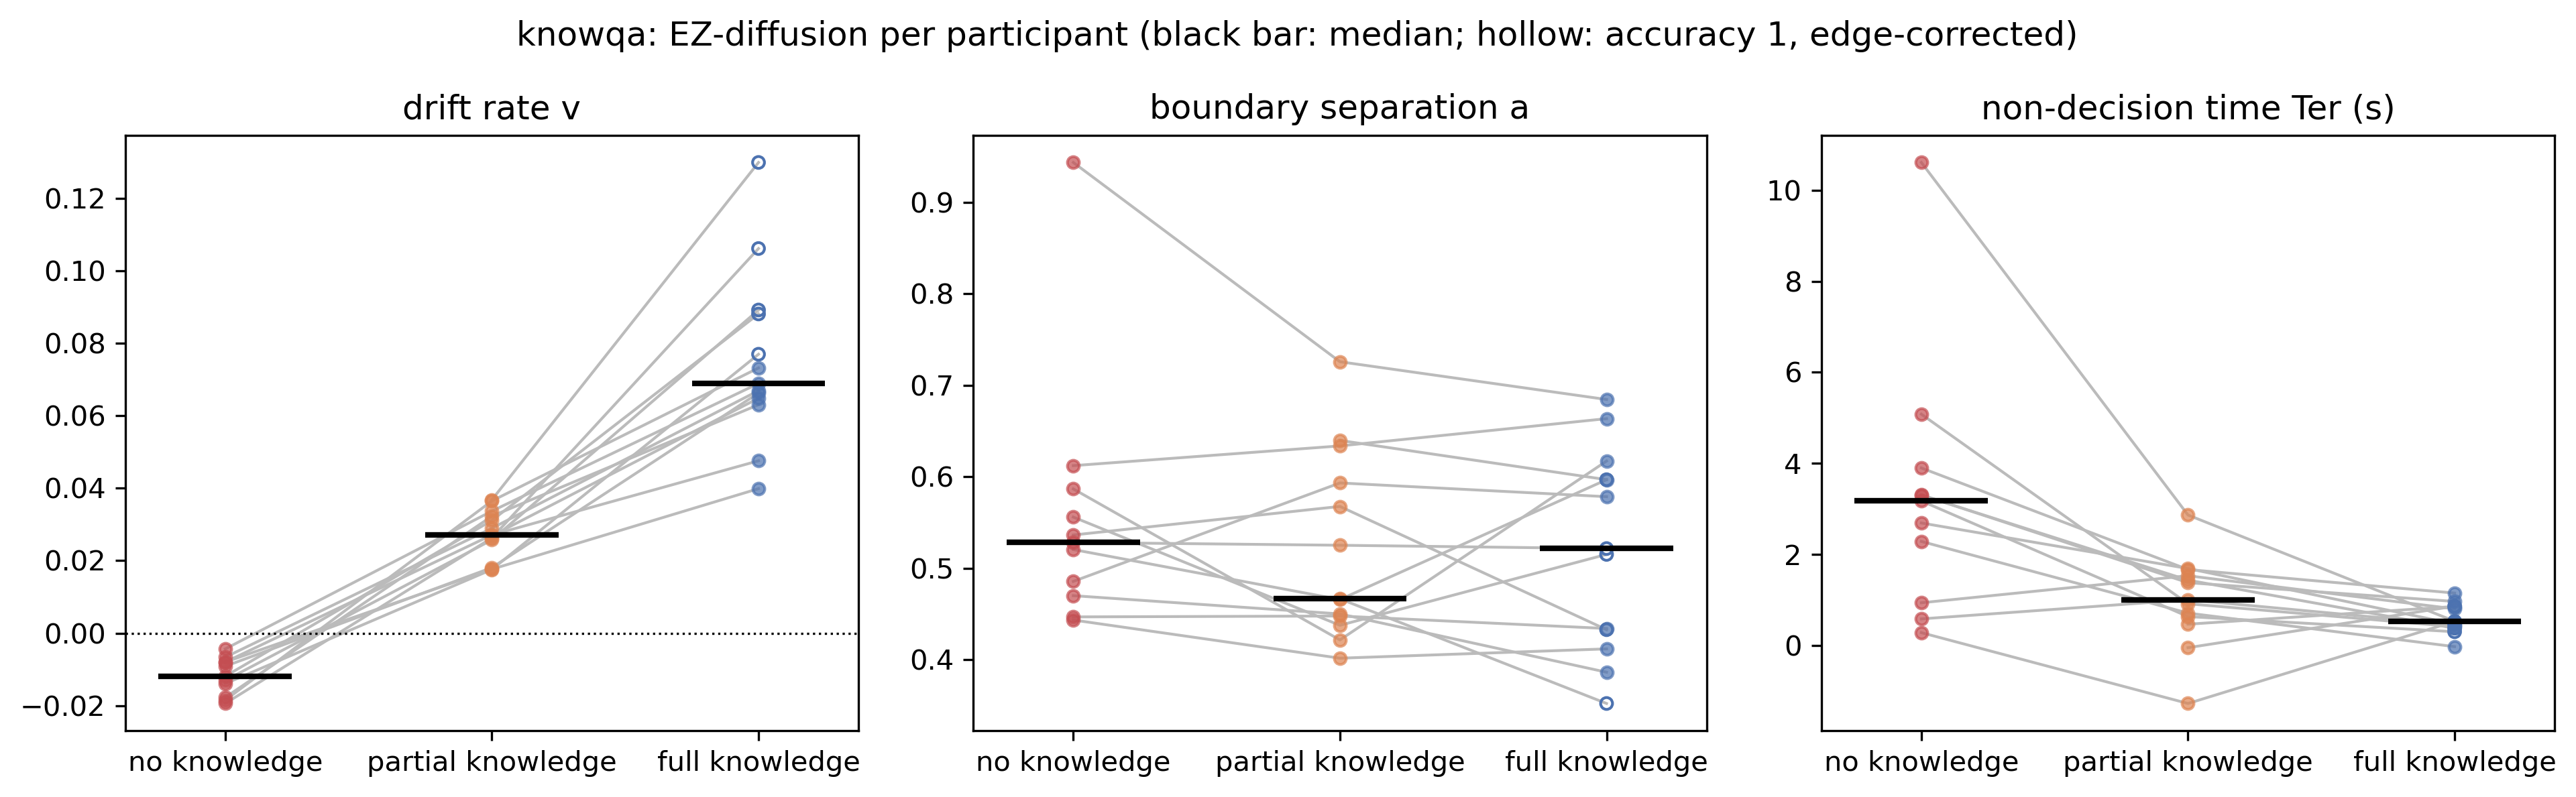 knowqa: EZ-diffusion per participant (black bar: median; hollow: accuracy 1, edge-corrected)
drift rate v
0.12
0.10
0.08
0.06
0.04
0.02
0.00
−0.02
no knowledge partial knowledge full knowledge
boundary separation a
0.9
0.8
0.7
0.6
0.5
0.4
no knowledge partial knowledge full knowledge
non-decision time Ter (s)
10
8
6
4
2
0
no knowledge partial knowledge full knowledge